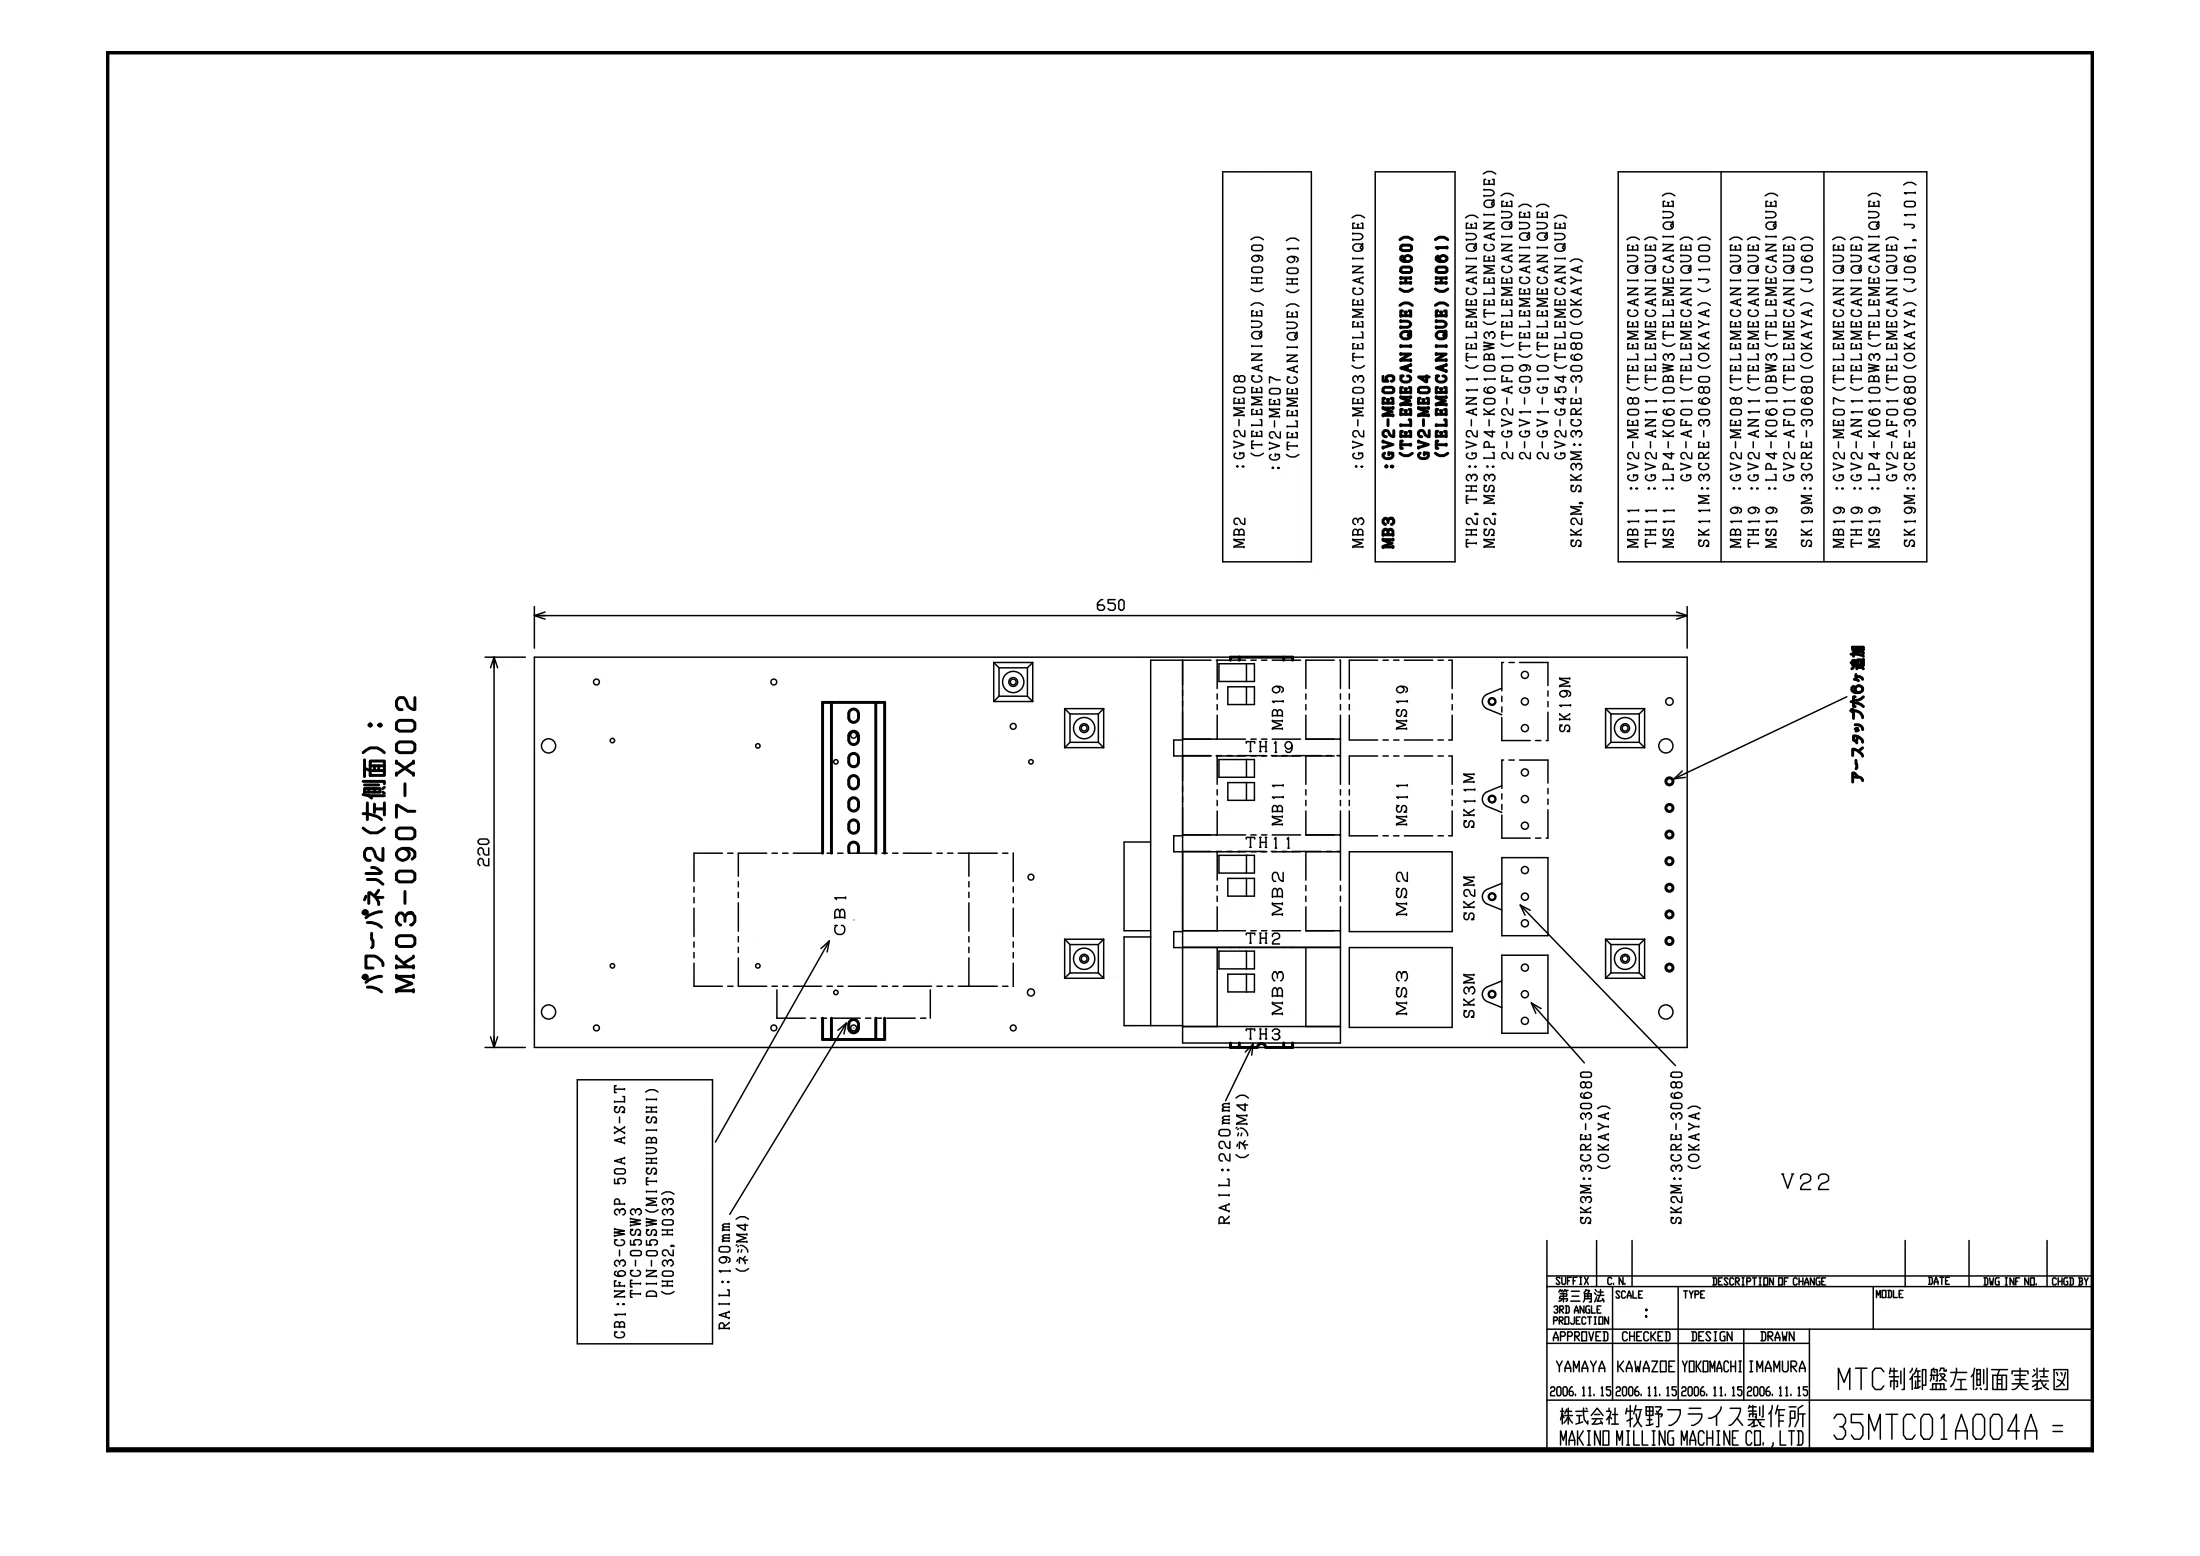 パワーパネル2(左側面):
MK03-0907-X002
650
220
MB2 :GV2-ME08
(TELEMECANIQUE)(H090)
:GV2-ME07
(TELEMECANIQUE)(H091)
MB3 :GV2-ME03(TELEMECANIQUE)
MB3 :GV2-ME05
(TELEMECANIQUE)(H060)
GV2-ME04
(TELEMECANIQUE)(H061)
TH2,TH3:GV2-AN11(TELEMECANIQUE)
MS2,MS3:LP4-K0610BW3(TELEMECANIQUE)
2-GV2-AF01(TELEMECANIQUE)
2-GV1-G09(TELEMECANIQUE)
2-GV1-G10(TELEMECANIQUE)
GV2-G454(TELEMECANIQUE)
SK2M,SK3M:3CRE-30680(OKAYA)
MB11 :GV2-ME08(TELEMECANIQUE)
TH11 :GV2-AN11(TELEMECANIQUE)
MS11 :LP4-K0610BW3(TELEMECANIQUE)
GV2-AF01(TELEMECANIQUE)
SK11M:3CRE-30680(OKAYA)(J100)
MB19 :GV2-ME08(TELEMECANIQUE)
TH19 :GV2-AN11(TELEMECANIQUE)
MS19 :LP4-K0610BW3(TELEMECANIQUE)
GV2-AF01(TELEMECANIQUE)
SK19M:3CRE-30680(OKAYA)(J060)
MB19 :GV2-ME07(TELEMECANIQUE)
TH19 :GV2-AN11(TELEMECANIQUE)
MS19 :LP4-K0610BW3(TELEMECANIQUE)
GV2-AF01(TELEMECANIQUE)
SK19M:3CRE-30680(OKAYA)(J061,J101)
アースタップ穴6ヶ追加
CB1
MB19
TH19
MS19
SK19M
MB11
TH11
MS11
SK11M
MB2
TH2
MS2
SK2M
MB3
TH3
MS3
SK3M
CB1:NF63-CW 3P 50A AX-SLT
TTC-05SW3
DIN-05SW(MITSHUBISHI)
(H032,H033)
RAIL:190mm
(ネジM4)
RAIL:220mm
(ネジM4)
SK3M:3CRE-30680
(OKAYA)
SK2M:3CRE-30680
(OKAYA)
V22
SUFFIX C.N. DESCRIPTION OF CHANGE DATE DWG INF NO. CHGD BY
第三角法
3RD ANGLE
PROJECTION
SCALE
:
TYPE
MODLE
APPROVED CHECKED DESIGN DRAWN
YAMAYA KAWAZOE YOKOMACHI IMAMURA
2006.11.15 2006.11.15 2006.11.15 2006.11.15
MTC制御盤左側面実装図
株式会社 牧野フライス製作所
MAKINO MILLING MACHINE CO.,LTD
35MTC01A004A =